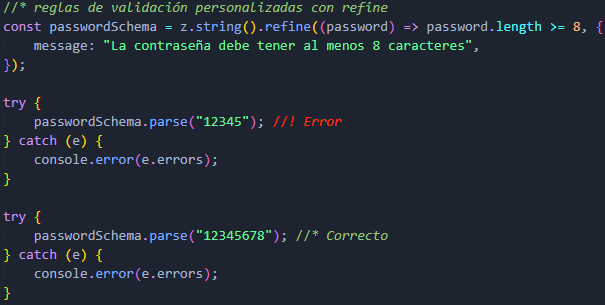 //* reglas de validación personalizadas con refine
const passwordSchema = z.string().refine((password) => password.length >= 8, {
    message: "La contraseña debe tener al menos 8 caracteres",
});

try {
    passwordSchema.parse("12345"); //! Error
} catch (e) {
    console.error(e.errors);
}

try {
    passwordSchema.parse("12345678"); //* Correcto
} catch (e) {
    console.error(e.errors);
}